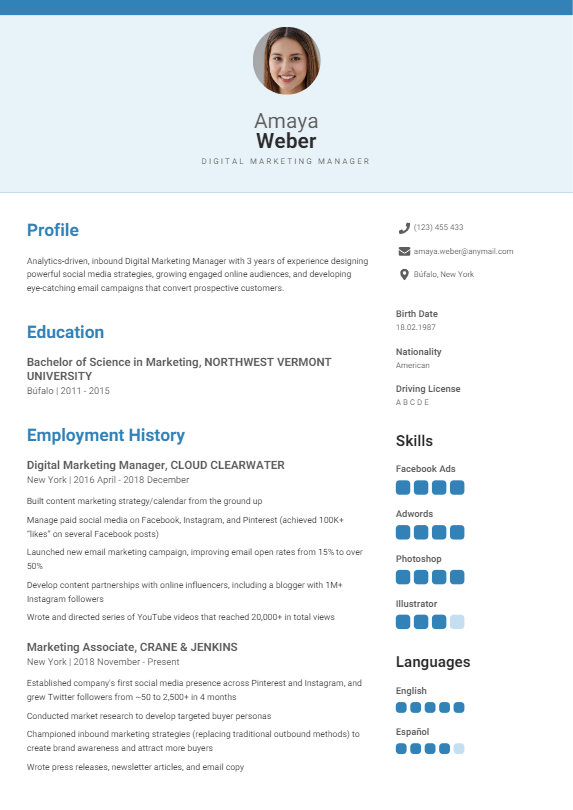 Amaya
Weber
DIGITAL MARKETING MANAGER
Profile
Analytics-driven, inbound Digital Marketing Manager with 3 years of experience designing
powerful social media strategies, growing engaged online audiences, and developing
eye-catching email campaigns that convert prospective customers.
Education
Bachelor of Science in Marketing, NORTHWEST VERMONT
UNIVERSITY
Búfalo | 2011 - 2015
Employment History
Digital Marketing Manager, CLOUD CLEARWATER
New York | 2016 April - 2018 December
Built content marketing strategy/calendar from the ground up
Manage paid social media on Facebook, Instagram, and Pinterest (achieved 100K+
"likes" on several Facebook posts)
Launched new email marketing campaign, improving email open rates from 15% to over
50%
Develop content partnerships with online influencers, including a blogger with 1M+
Instagram followers
Wrote and directed series of YouTube videos that reached 20,000+ in total views
Marketing Associate, CRANE & JENKINS
New York | 2018 November - Present
Established company's first social media presence across Pinterest and Instagram, and
grew Twitter followers from ~50 to 2,500+ in 4 months
Conducted market research to develop targeted buyer personas
Championed inbound marketing strategies (replacing traditional outbound methods) to
create brand awareness and attract more buyers
Wrote press releases, newsletter articles, and email copy
(123) 455 433
amaya.weber@anymail.com
Búfalo, New York
Birth Date
18.02.1987
Nationality
American
Driving License
A B C D E
Skills
Facebook Ads
Adwords
Photoshop
Illustrator
Languages
English
Español